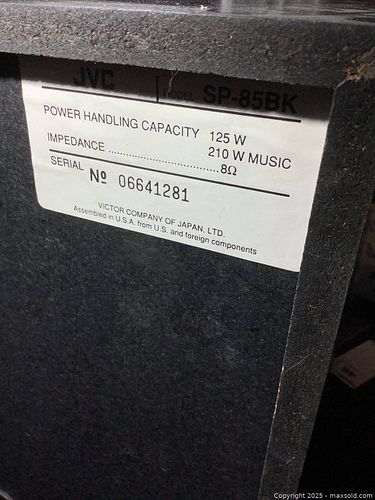 JVC MODEL SP-85BK
POWER HANDLING CAPACITY 125 W
210 W MUSIC
IMPEDANCE ................................8Ω
SERIAL
Nº 06641281
VICTOR COMPANY OF JAPAN, LTD.
Assembled in U.S.A. from U.S. and foreign components
Copyright 2025 - maxsold.com